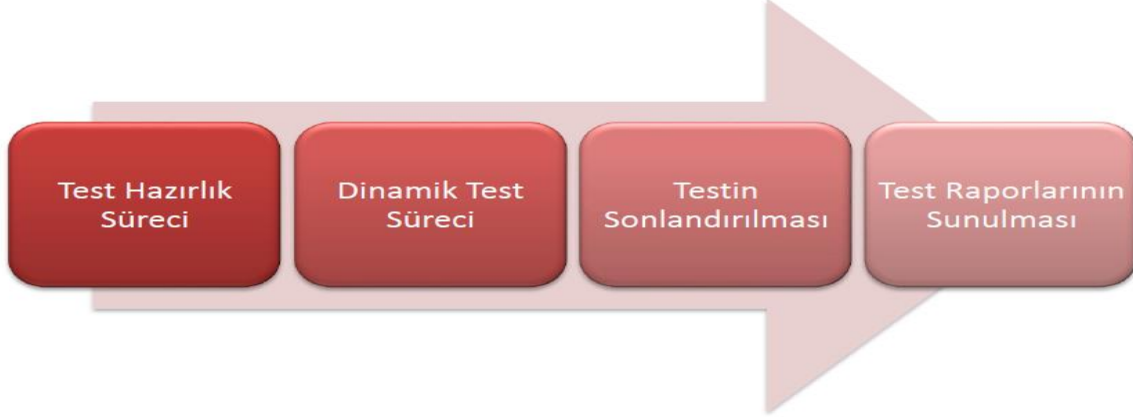 Test Hazırlık
Süreci
Dinamik Test
Süreci
Testin
Sonlandırılması
Test Raporlarının
Sunulması